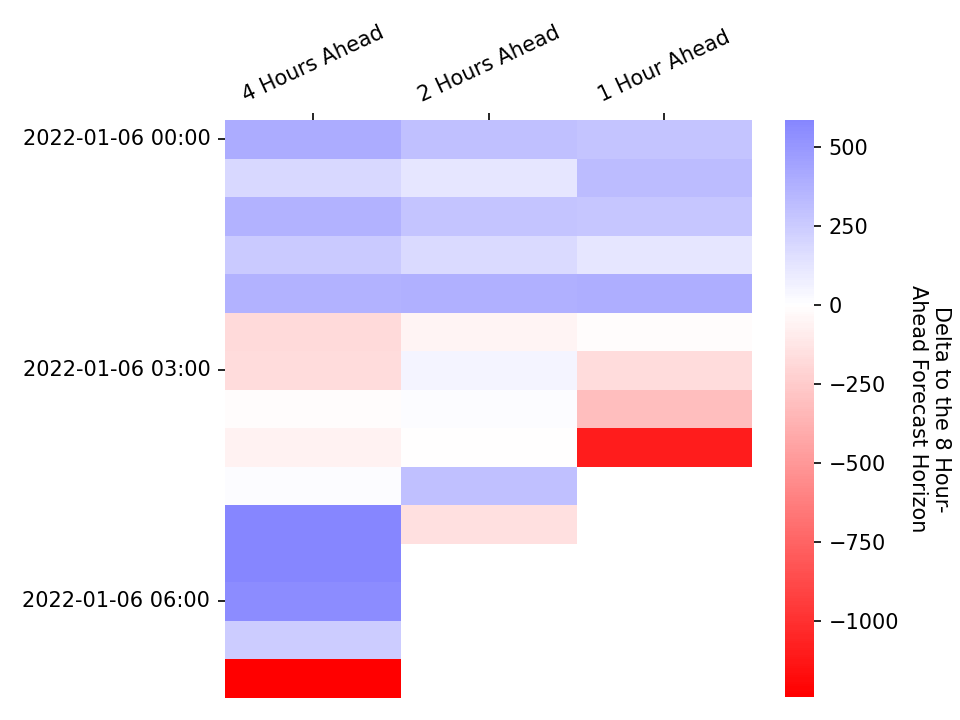 4 Hours Ahead
2 Hours Ahead
1 Hour Ahead
2022-01-06 00:00
2022-01-06 03:00
2022-01-06 06:00
500
250
0
−250
−500
−750
−1000
Delta to the 8 Hour-
Ahead Forecast Horizon